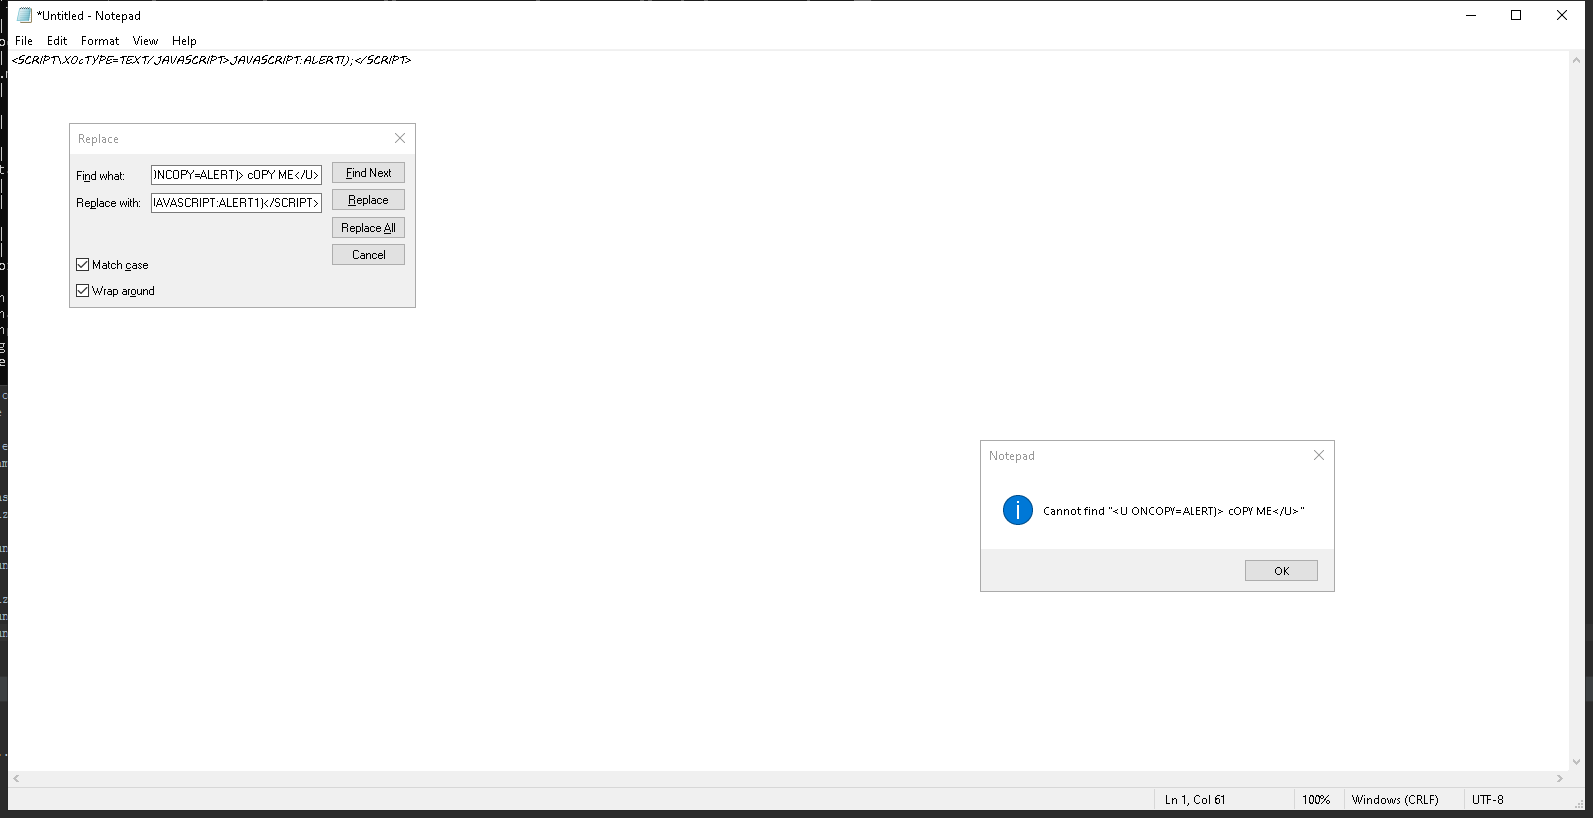 *Untitled - Notepad
File Edit Format View Help
<SCRIPT\X0cTYPE=TEXT/JAVASCRIPT>JAVASCRIPT:ALERT1);</SCRIPT>
Replace
Find what: )NCOPY=ALERT)> cOPY ME</U> Find Next
Replace with: IAVASCRIPT:ALERT1)</SCRIPT> Replace
Replace All
Cancel
Match case
Wrap around
Notepad
Cannot find "<U ONCOPY=ALERT)> cOPY ME</U>"
OK
Ln 1, Col 61 100% Windows (CRLF) UTF-8